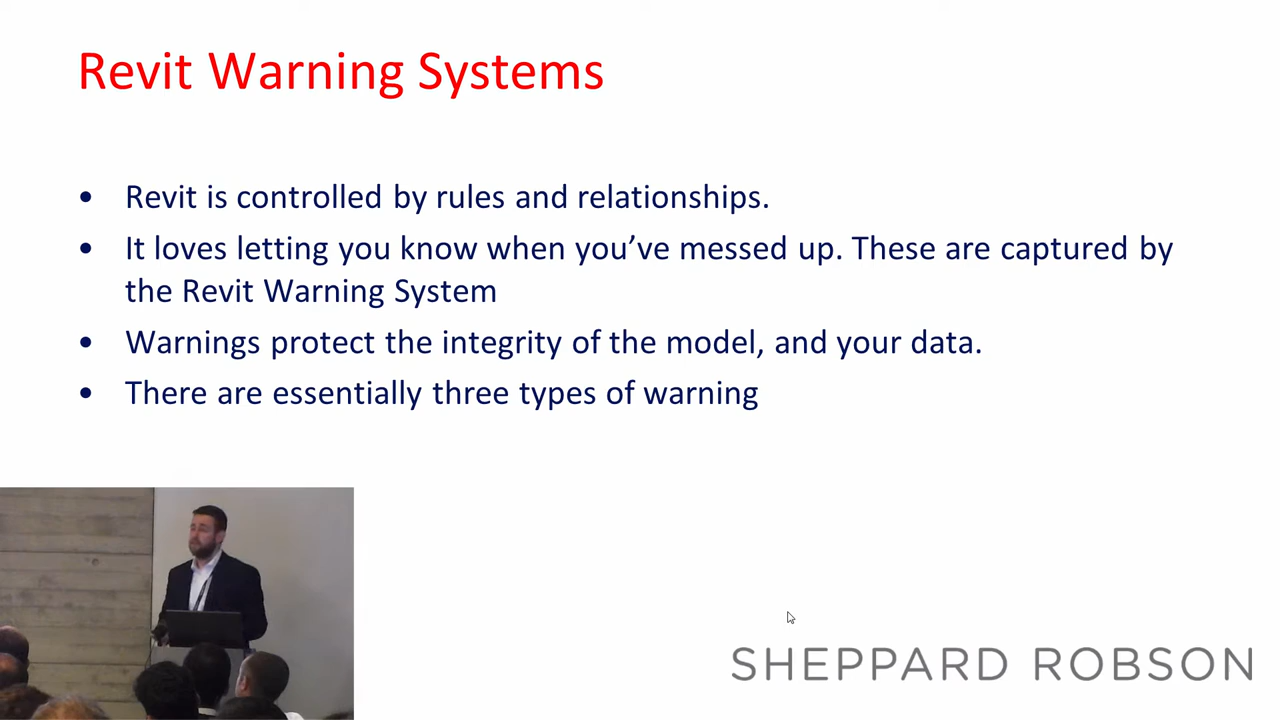 Revit Warning Systems
• Revit is controlled by rules and relationships.
• It loves letting you know when you’ve messed up. These are captured by
the Revit Warning System
• Warnings protect the integrity of the model, and your data.
• There are essentially three types of warning
SHEPPARD ROBSON